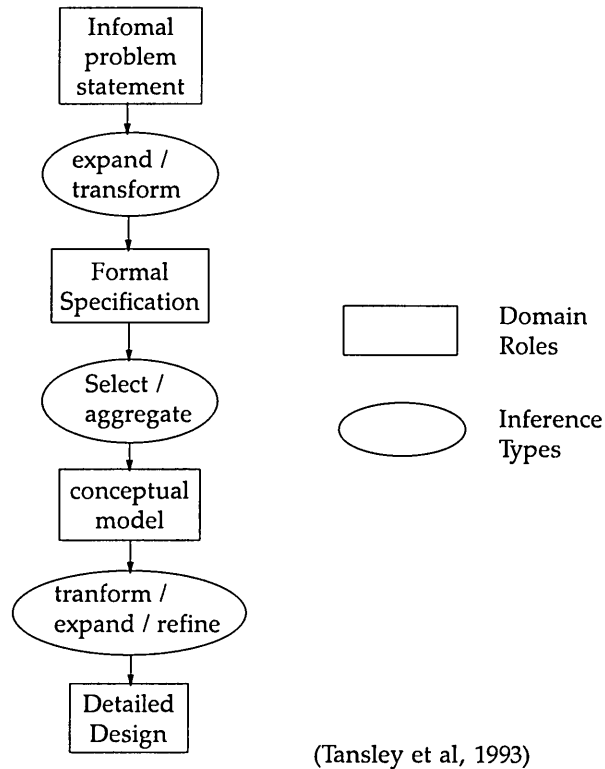 Infomal
problem
statement
expand /
transform
Formal
Specification
Select /
aggregate
conceptual
model
tranform /
expand / refine
Detailed
Design
Domain
Roles
Inference
Types
(Tansley et al, 1993)